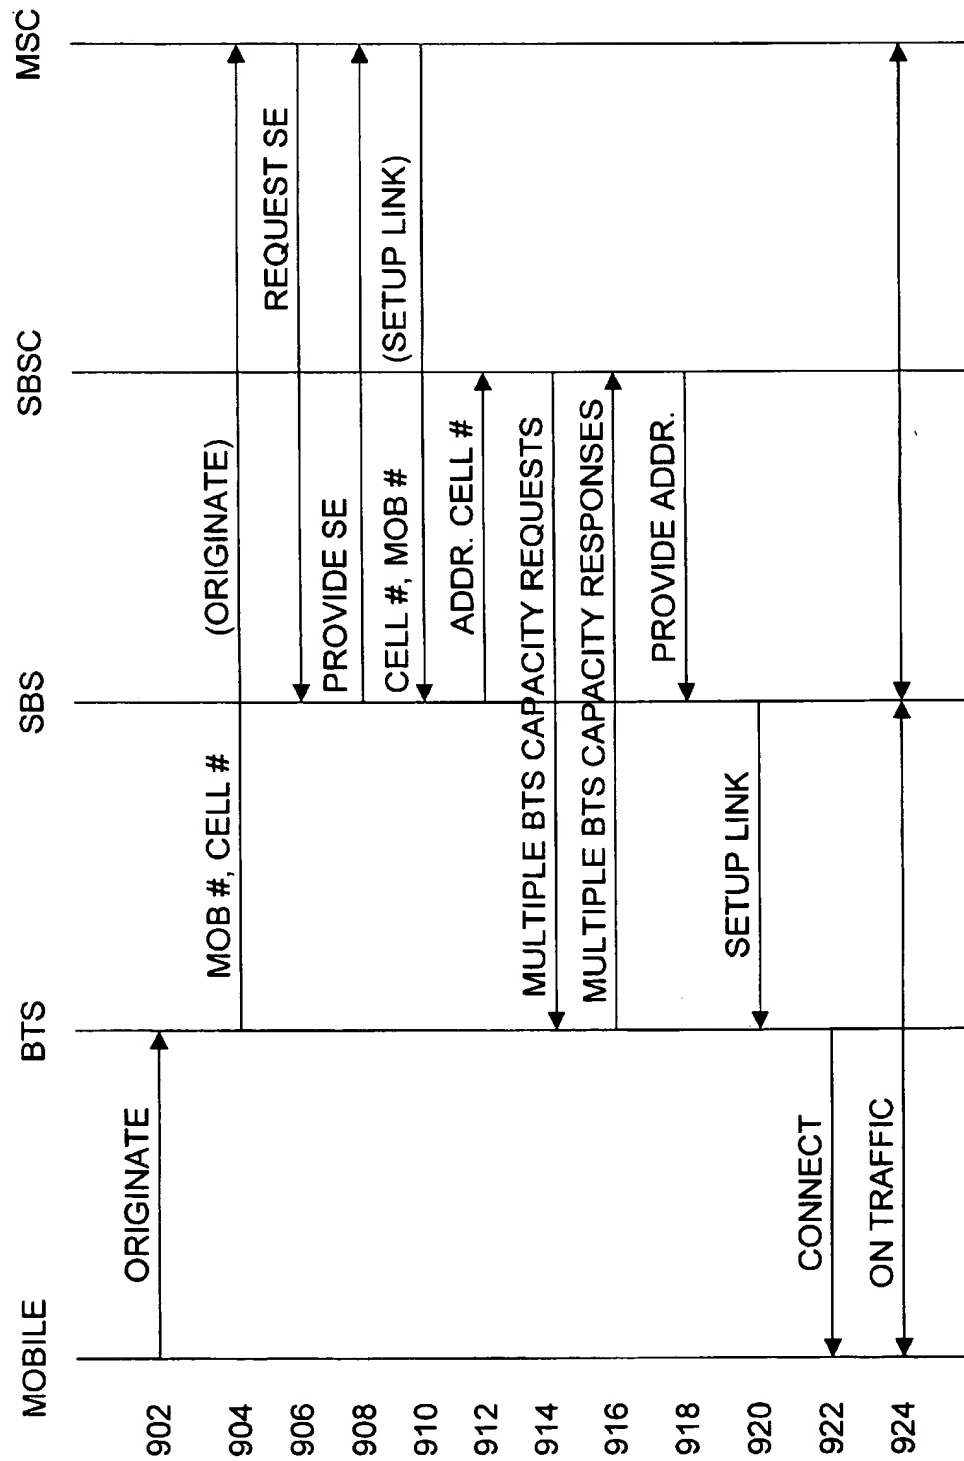 MOBILE
BTS
SBS
SBSC
MSC
902
ORIGINATE
904
MOB #, CELL #
(ORIGINATE)
906
REQUEST SE
908
PROVIDE SE
910
CELL #, MOB #
(SETUP LINK)
912
ADDR. CELL #
914
MULTIPLE BTS CAPACITY REQUESTS
916
MULTIPLE BTS CAPACITY RESPONSES
918
PROVIDE ADDR.
920
SETUP LINK
922
CONNECT
924
ON TRAFFIC